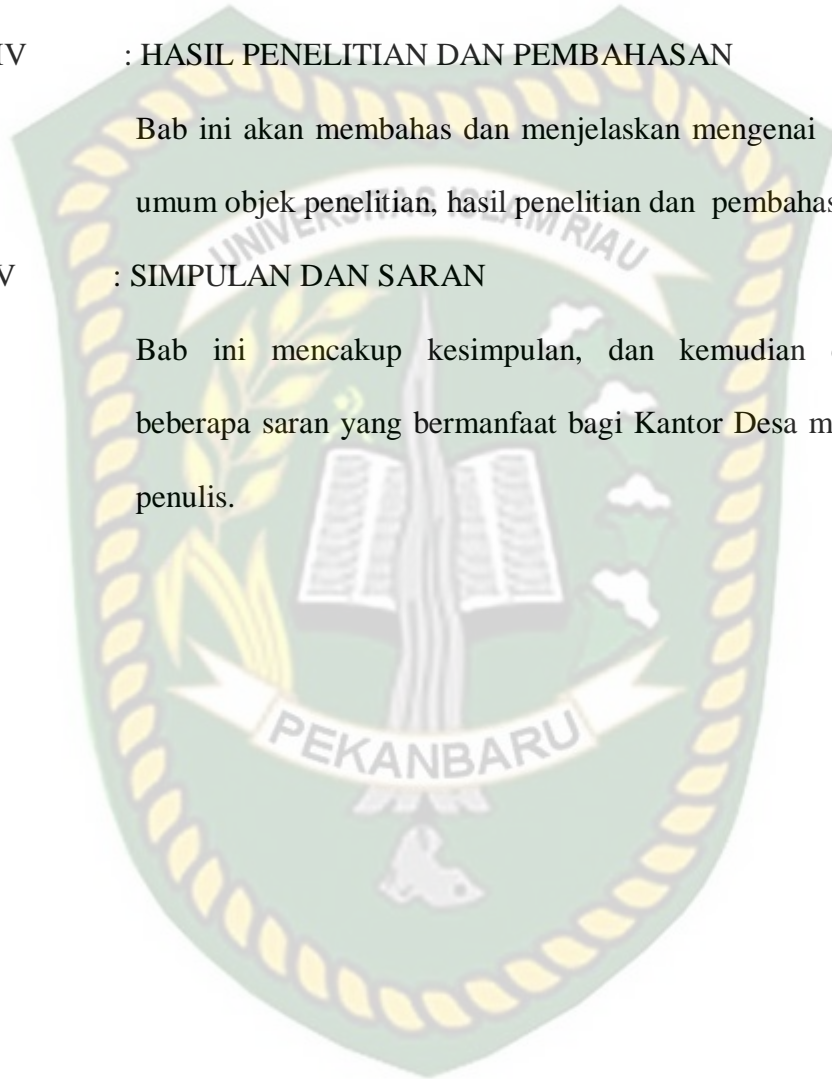 IV : HASIL PENELITIAN DAN PEMBAHASAN
Bab ini akan membahas dan menjelaskan mengenai
umum objek penelitian, hasil penelitian dan pembahas
UNIVERSITAS ISLAM RIAU
V : SIMPULAN DAN SARAN
Bab ini mencakup kesimpulan, dan kemudian
beberapa saran yang bermanfaat bagi Kantor Desa m
penulis.
PEKANBARU